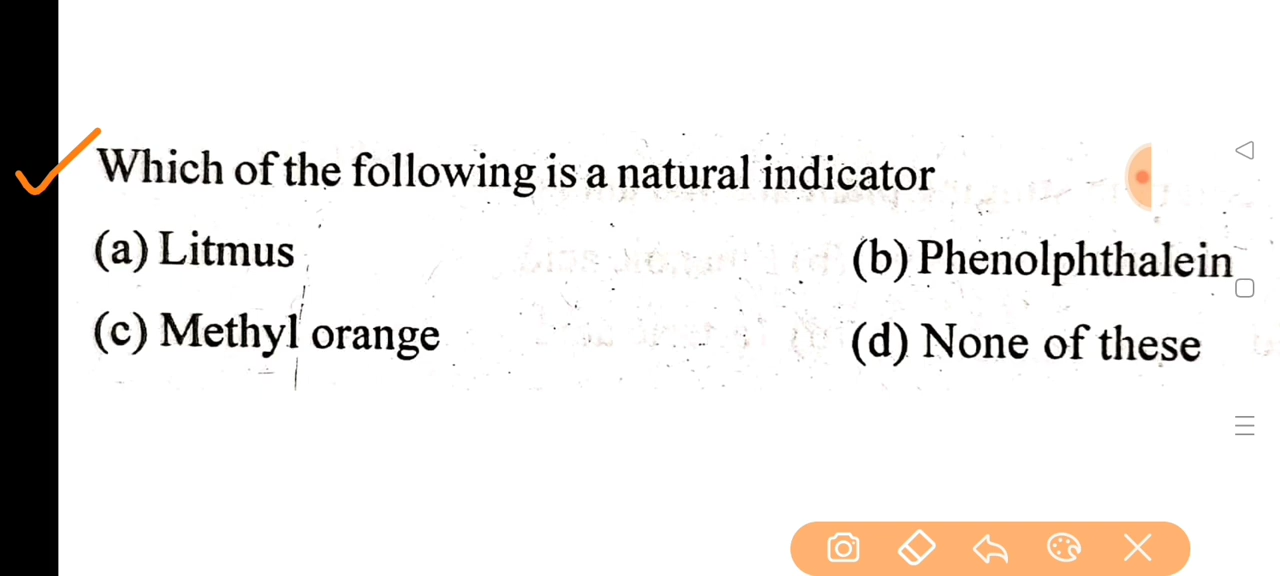 Which of the following is a natural indicator
(a) Litmus
(b) Phenolphthalein
(c) Methyl orange
(d) None of these